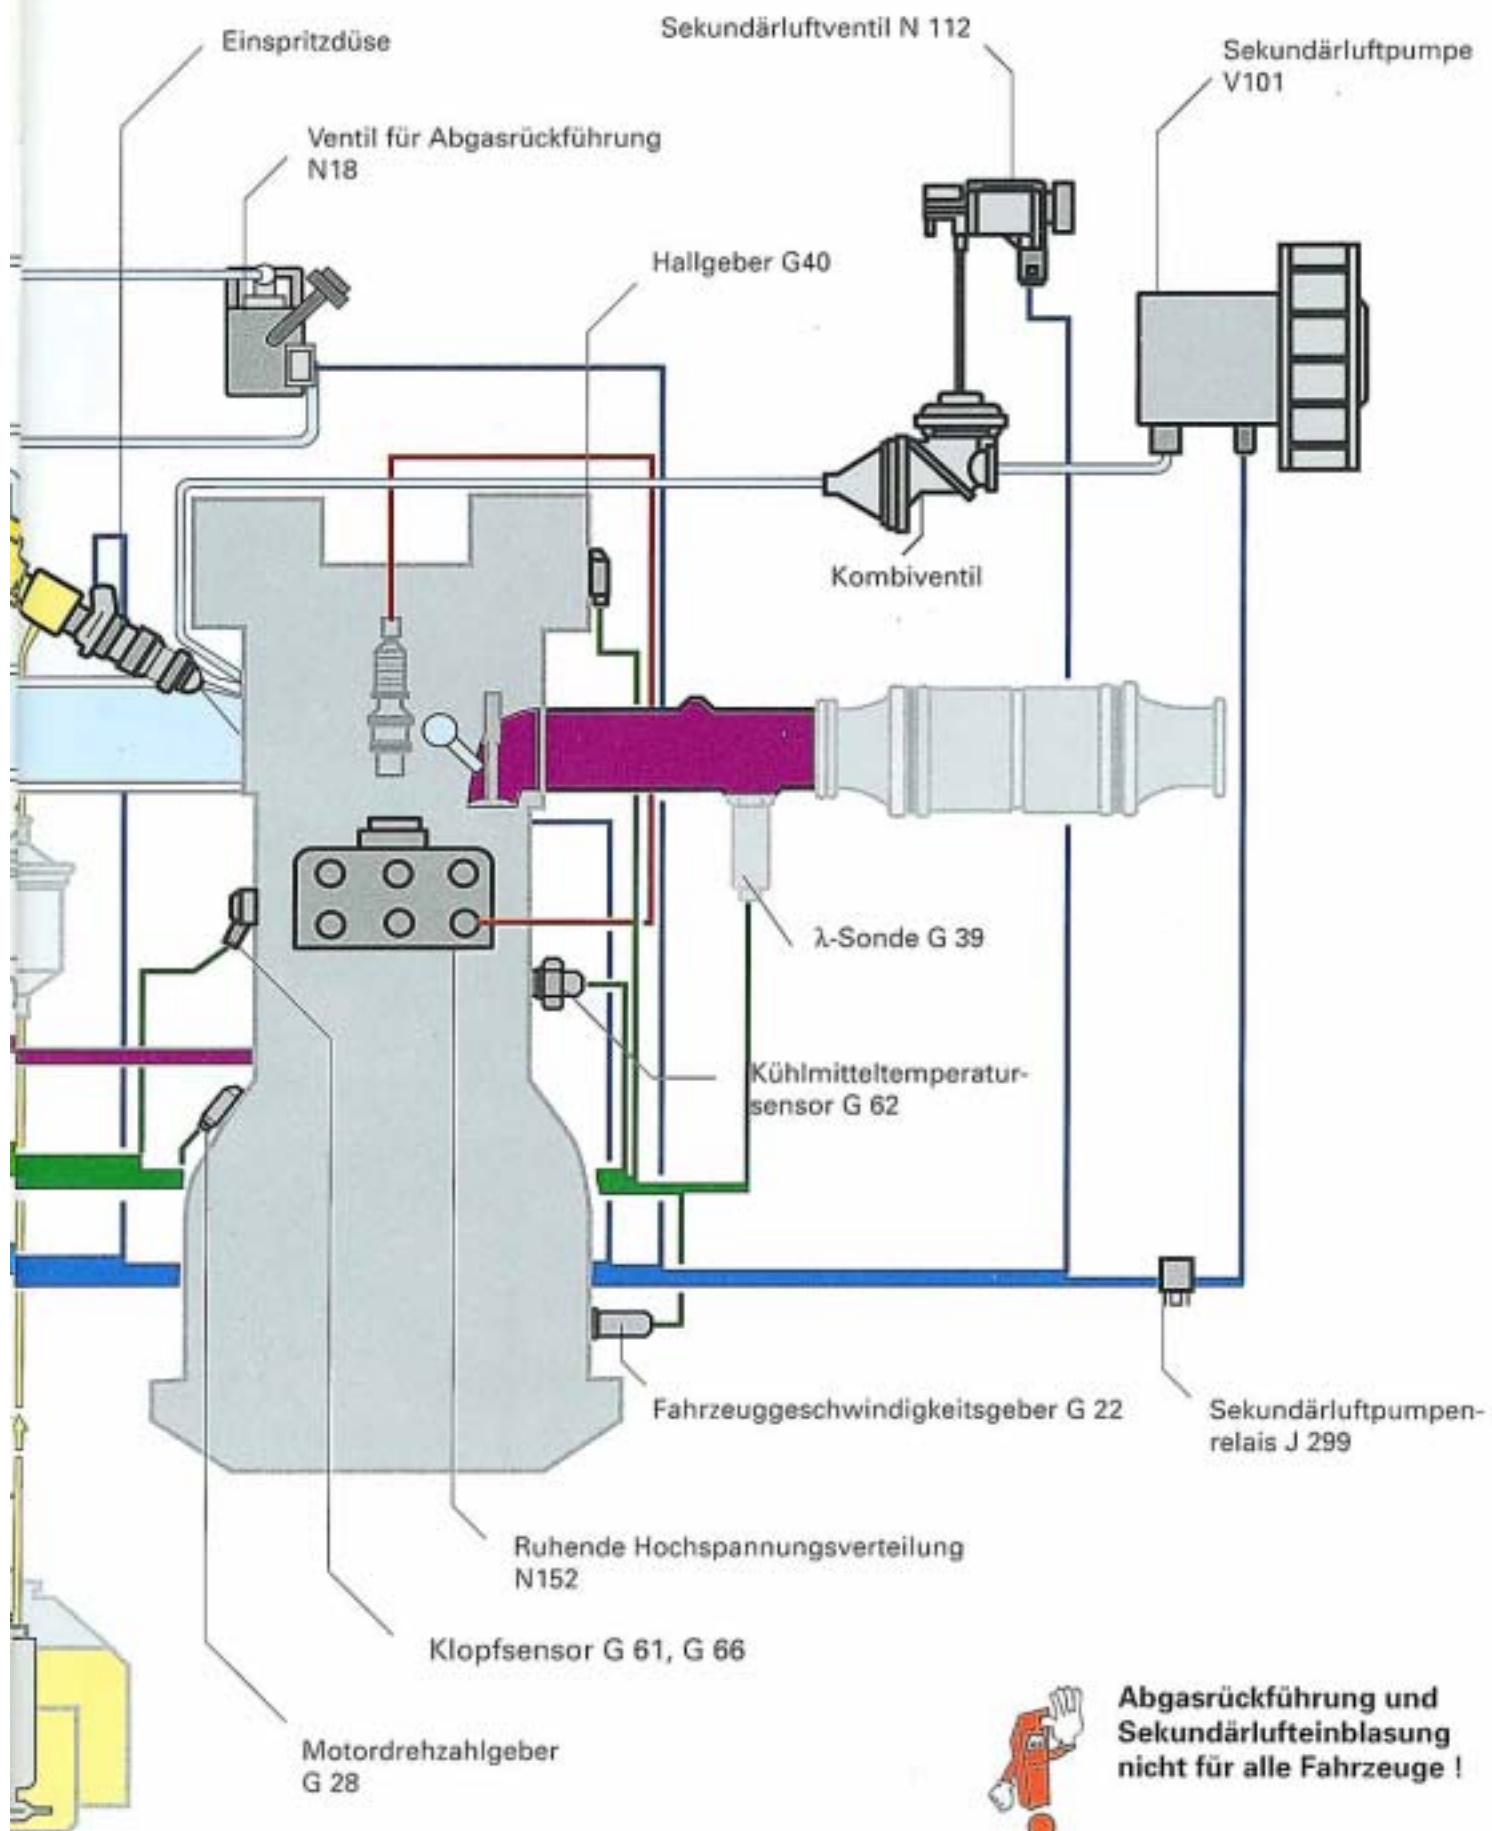 Einspritzdüse
Sekundärluftventil N 112
Sekundärluftpumpe
V101
Ventil für Abgasrückführung
N18
Hallgeber G40
Kombiventil
λ-Sonde G 39
Kühlmitteltemperatur-
sensor G 62
Fahrzeuggeschwindigkeitsgeber G 22
Sekundärluftpumpen-
relais J 299
Ruhende Hochspannungsverteilung
N152
Klopfsensor G 61, G 66
Motordrehzahlgeber
G 28
Abgasrückführung und
Sekundärlufteinblasung
nicht für alle Fahrzeuge !